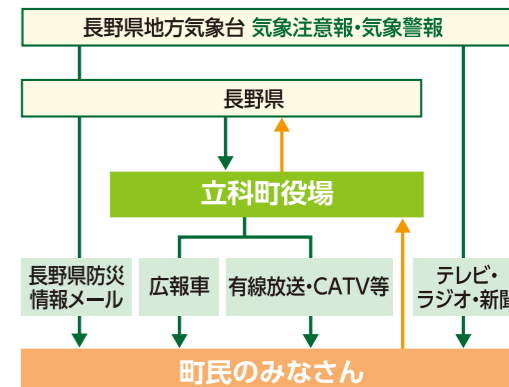 長野県地方気象台 気象注意報・気象警報
長野県
立科町役場
長野県防災
情報メール
広報車
有線放送・CATV等
テレビ・
ラジオ・新聞
町民のみなさん